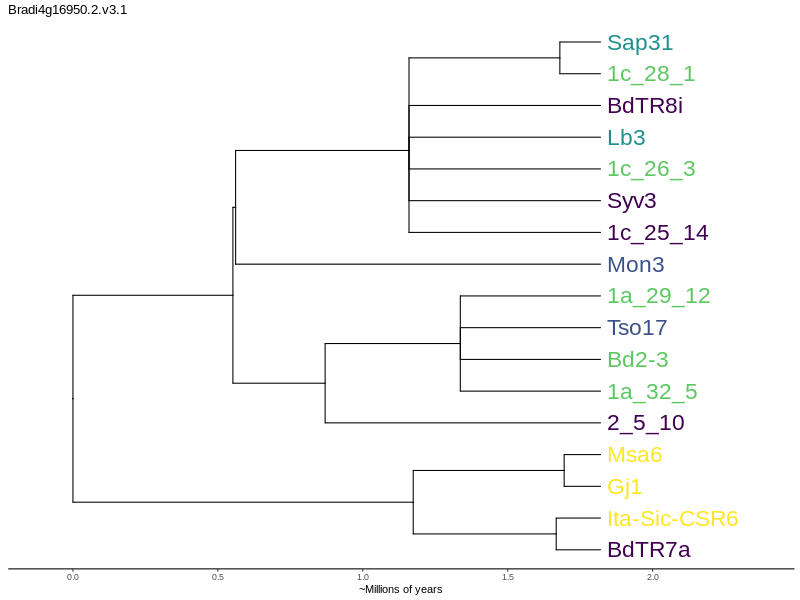 Bradi4g16950.2.v3.1
Sap31
1c_28_1
BdTR8i
Lb3
1c_26_3
Syv3
1c_25_14
Mon3
1a_29_12
Tso17
Bd2-3
1a_32_5
2_5_10
Msa6
Gj1
Ita-Sic-CSR6
BdTR7a
0.0 0.5 1.0 1.5 2.0
~Millions of years